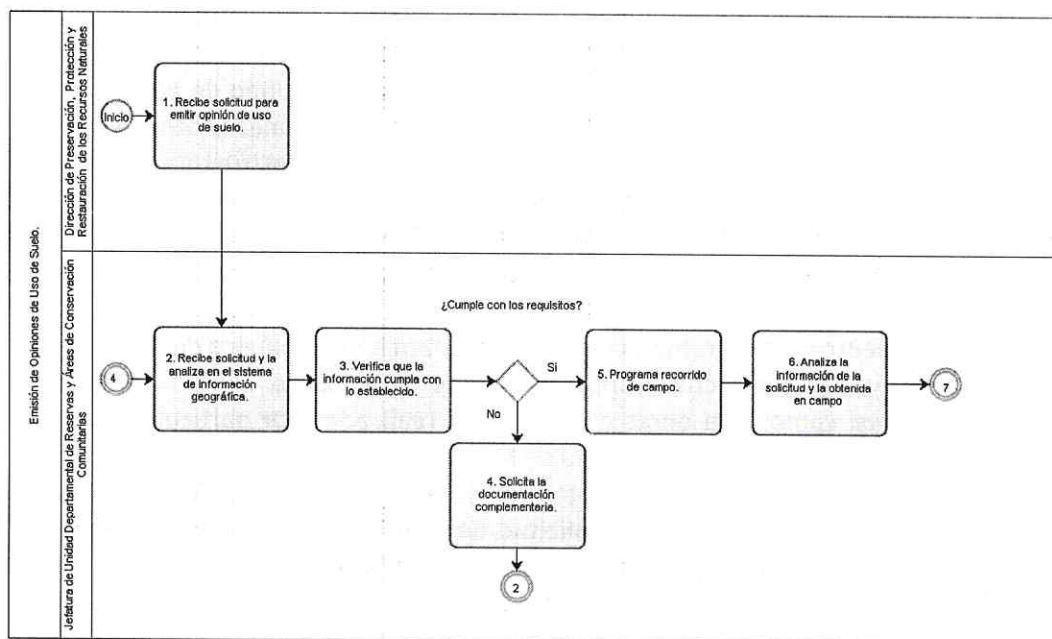 Emisión de Opiniones de Uso de Suelo.
Dirección de Preservación, Protección y
Restauración de los Recursos Naturales
Inicio
1. Recibe solicitud para
emitir opinión de uso
de suelo.
Jefatura de Unidad Departamental de Reservas y Áreas de Conservación
Comunitarias
¿Cumple con los requisitos?
4
2. Recibe solicitud y la
analiza en el sistema
de información
geográfica.
3. Verifica que la
información cumpla con
lo establecido.
Si
5. Programa recorrido
de campo.
6. Analiza la
información de la
solicitud y la obtenida
en campo
7
No
4. Solicita la
documentación
complementaria.
2